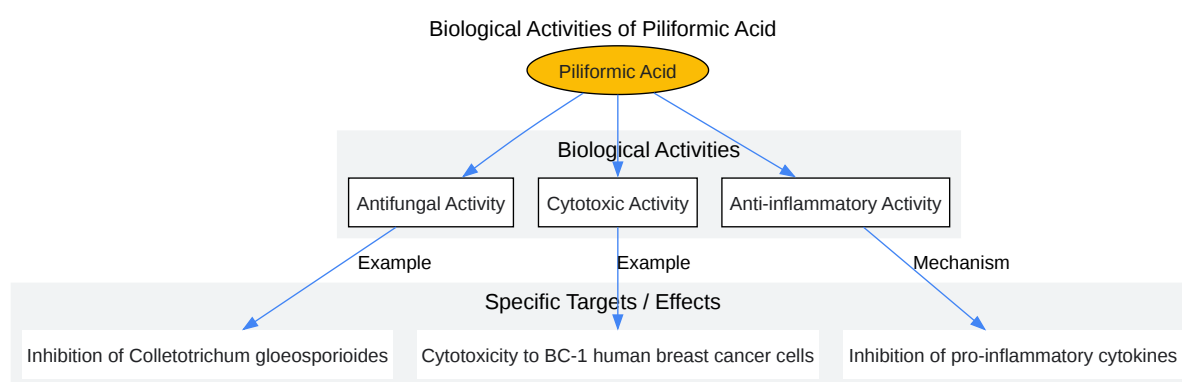 Biological Activities of Piliformic Acid
Piliformic Acid
Biological Activities
Antifungal Activity
Cytotoxic Activity
Anti-inflammatory Activity
Example
Example
Mechanism
Specific Targets / Effects
Inhibition of Colletotrichum gloeosporioides
Cytotoxicity to BC-1 human breast cancer cells
Inhibition of pro-inflammatory cytokines